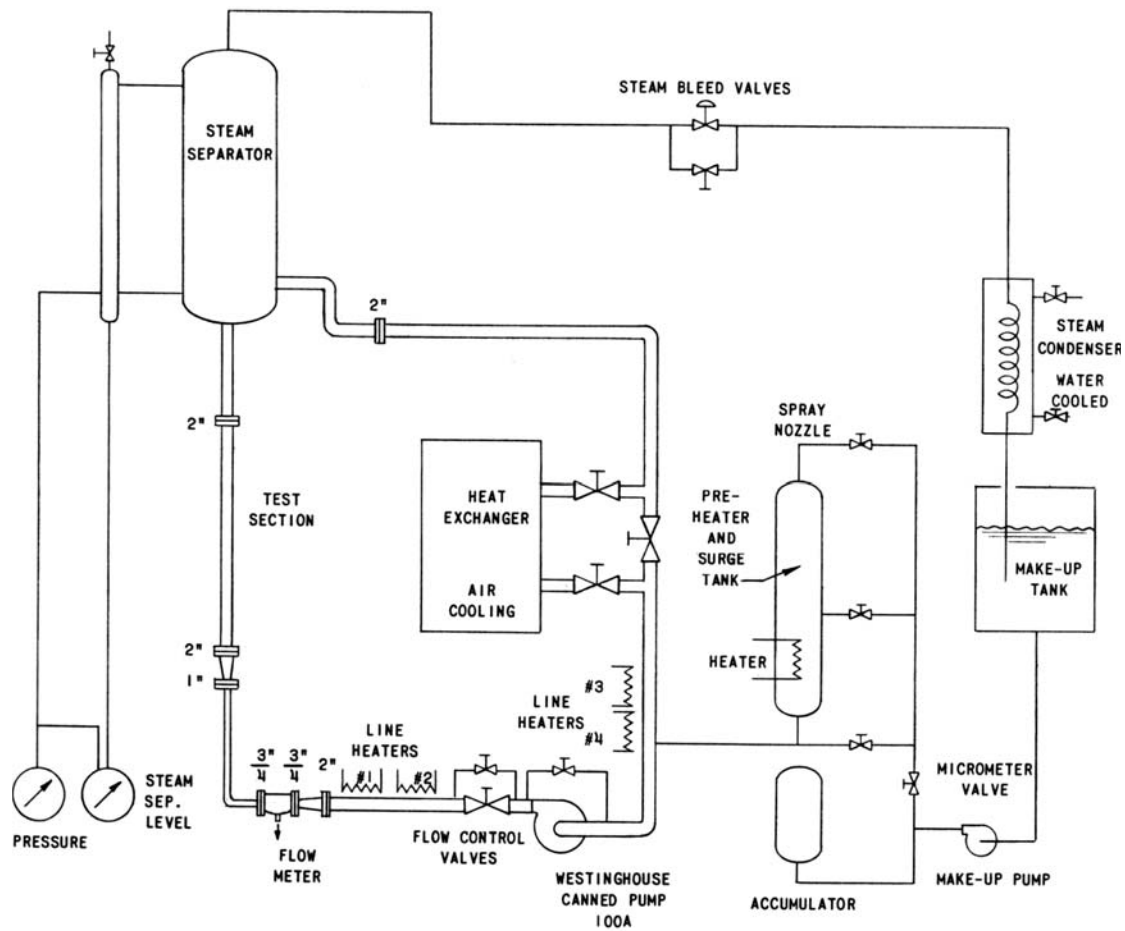 STEAM BLEED VALVES
STEAM
SEPARATOR
2"
STEAM
CONDENSER
WATER
COOLED
2"
SPRAY
NOZZLE
TEST
SECTION
HEAT
EXCHANGER
AIR
COOLING
PRE-
HEATER
AND
SURGE
TANK
MAKE-UP
TANK
HEATER
2"
1"
#3
LINE
HEATERS
#4
LINE
HEATERS
3"
4
3"
4
2"
#1
#2
STEAM
SEP.
LEVEL
PRESSURE
FLOW
METER
FLOW CONTROL
VALVES
MICROMETER
VALVE
WESTINGHOUSE
CANNED PUMP
100A
ACCUMULATOR
MAKE-UP PUMP